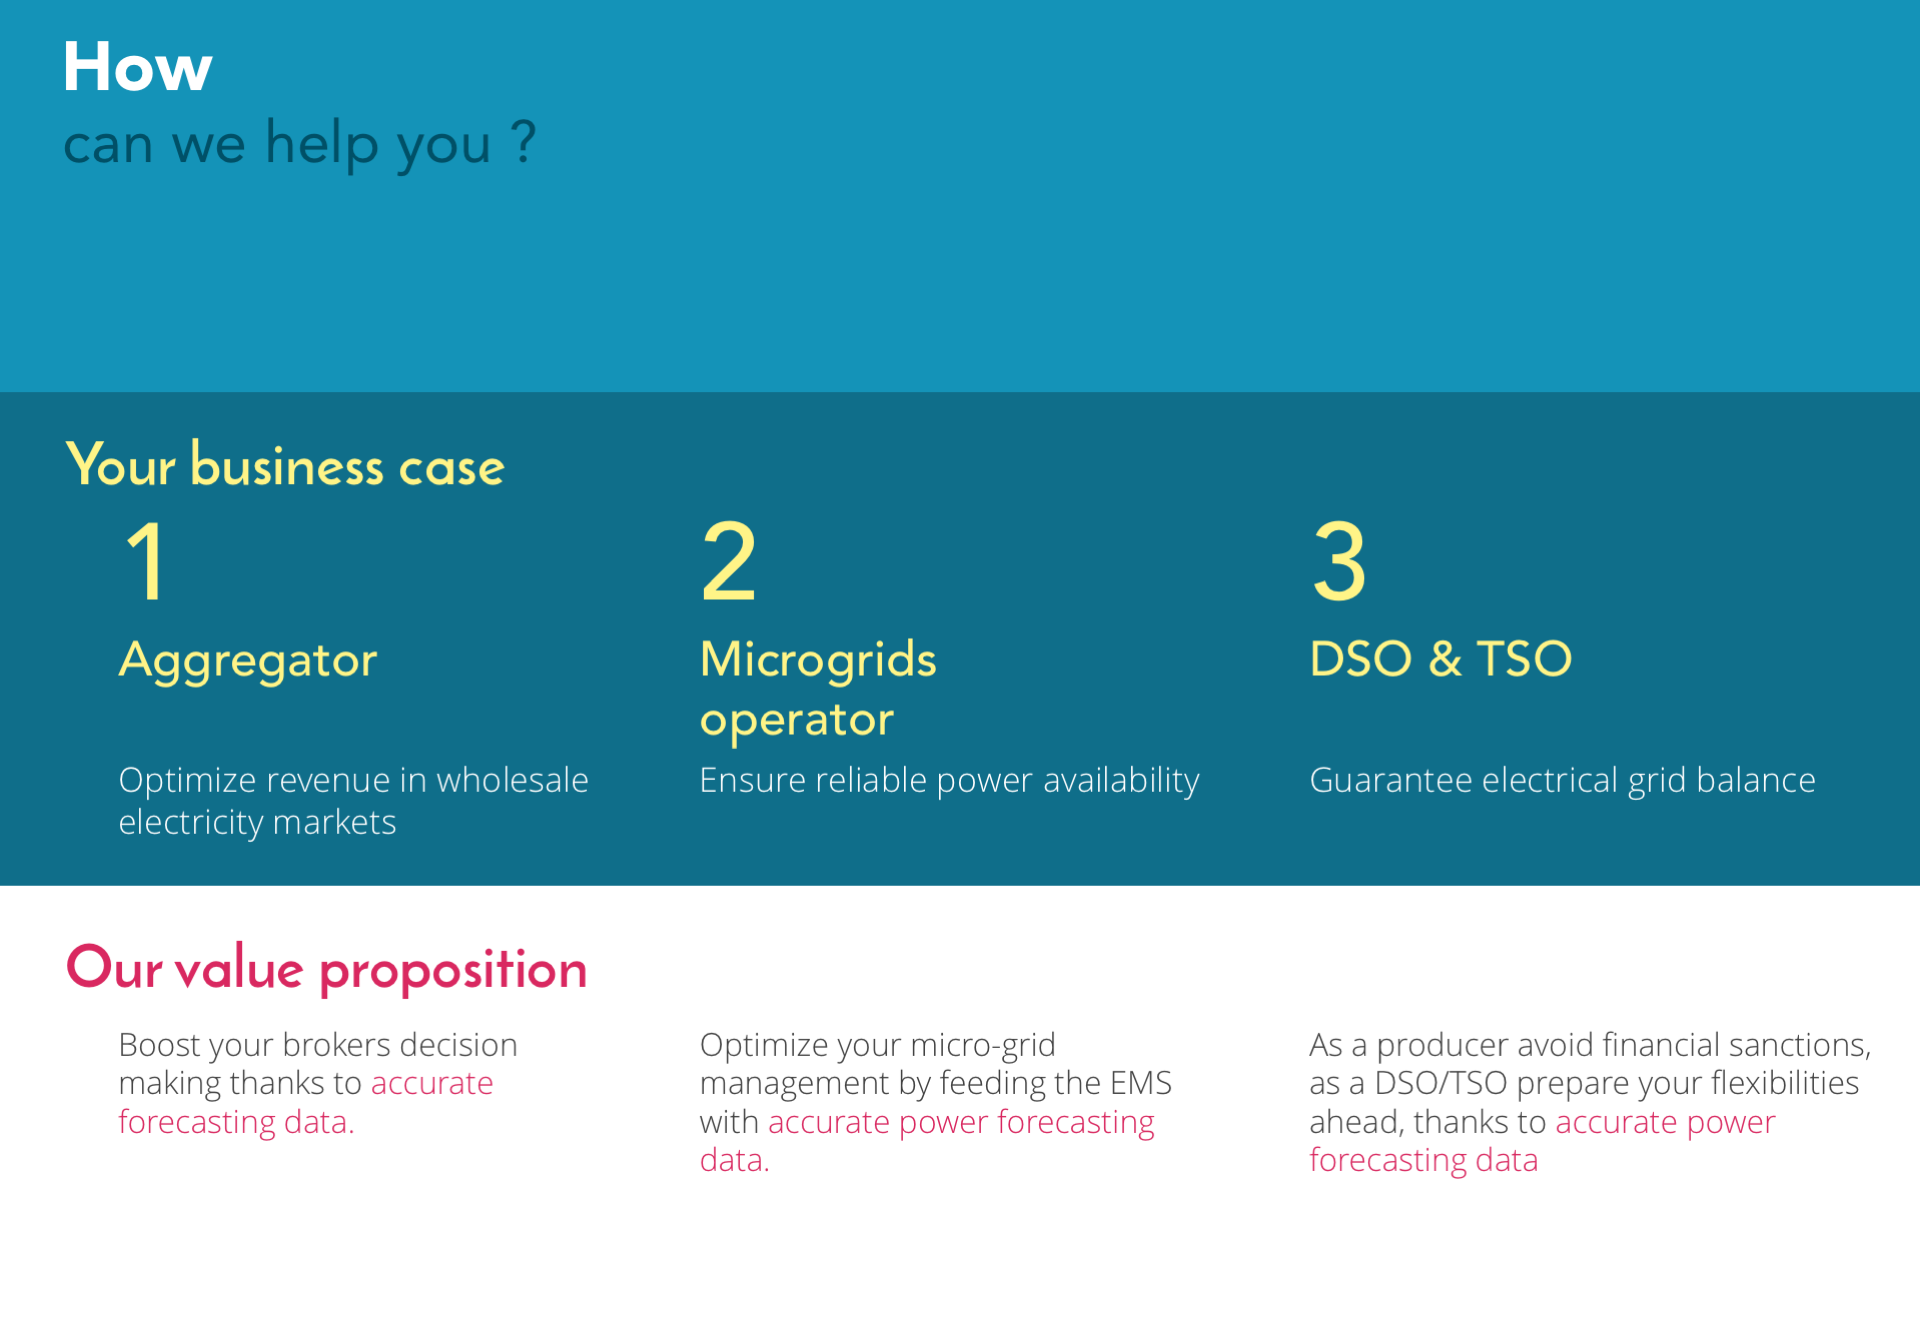 How
can we help you ?
Your business case
1
Aggregator
Optimize revenue in wholesale
electricity markets
2
Microgrids
operator
Ensure reliable power availability
3
DSO & TSO
Guarantee electrical grid balance
Our value proposition
Boost your brokers decision
making thanks to accurate
forecasting data.
Optimize your micro-grid
management by feeding the EMS
with accurate power forecasting
data.
As a producer avoid financial sanctions,
as a DSO/TSO prepare your flexibilities
ahead, thanks to accurate power
forecasting data